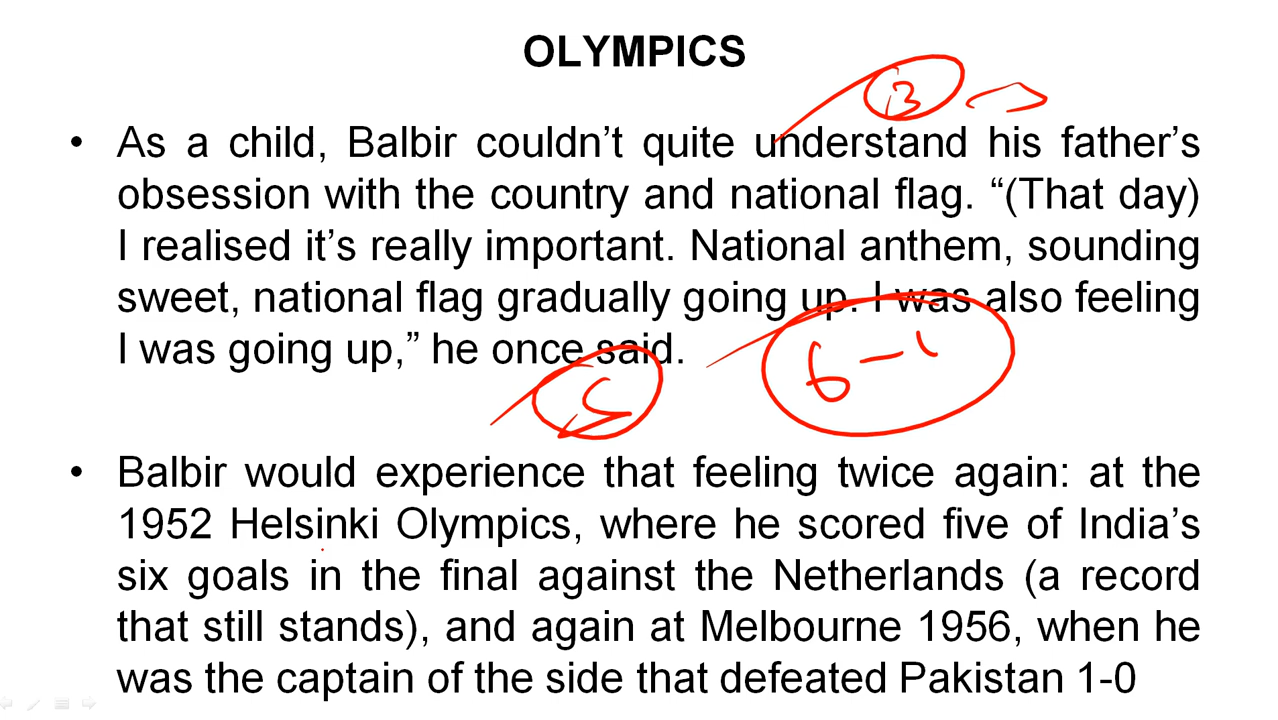 OLYMPICS
B
• As a child, Balbir couldn’t quite understand his father’s
obsession with the country and national flag. “(That day)
I realised it’s really important. National anthem, sounding
sweet, national flag gradually going up. I was also feeling
I was going up,” he once said.
6-1
5
• Balbir would experience that feeling twice again: at the
1952 Helsinki Olympics, where he scored five of India’s
six goals in the final against the Netherlands (a record
that still stands), and again at Melbourne 1956, when he
was the captain of the side that defeated Pakistan 1-0